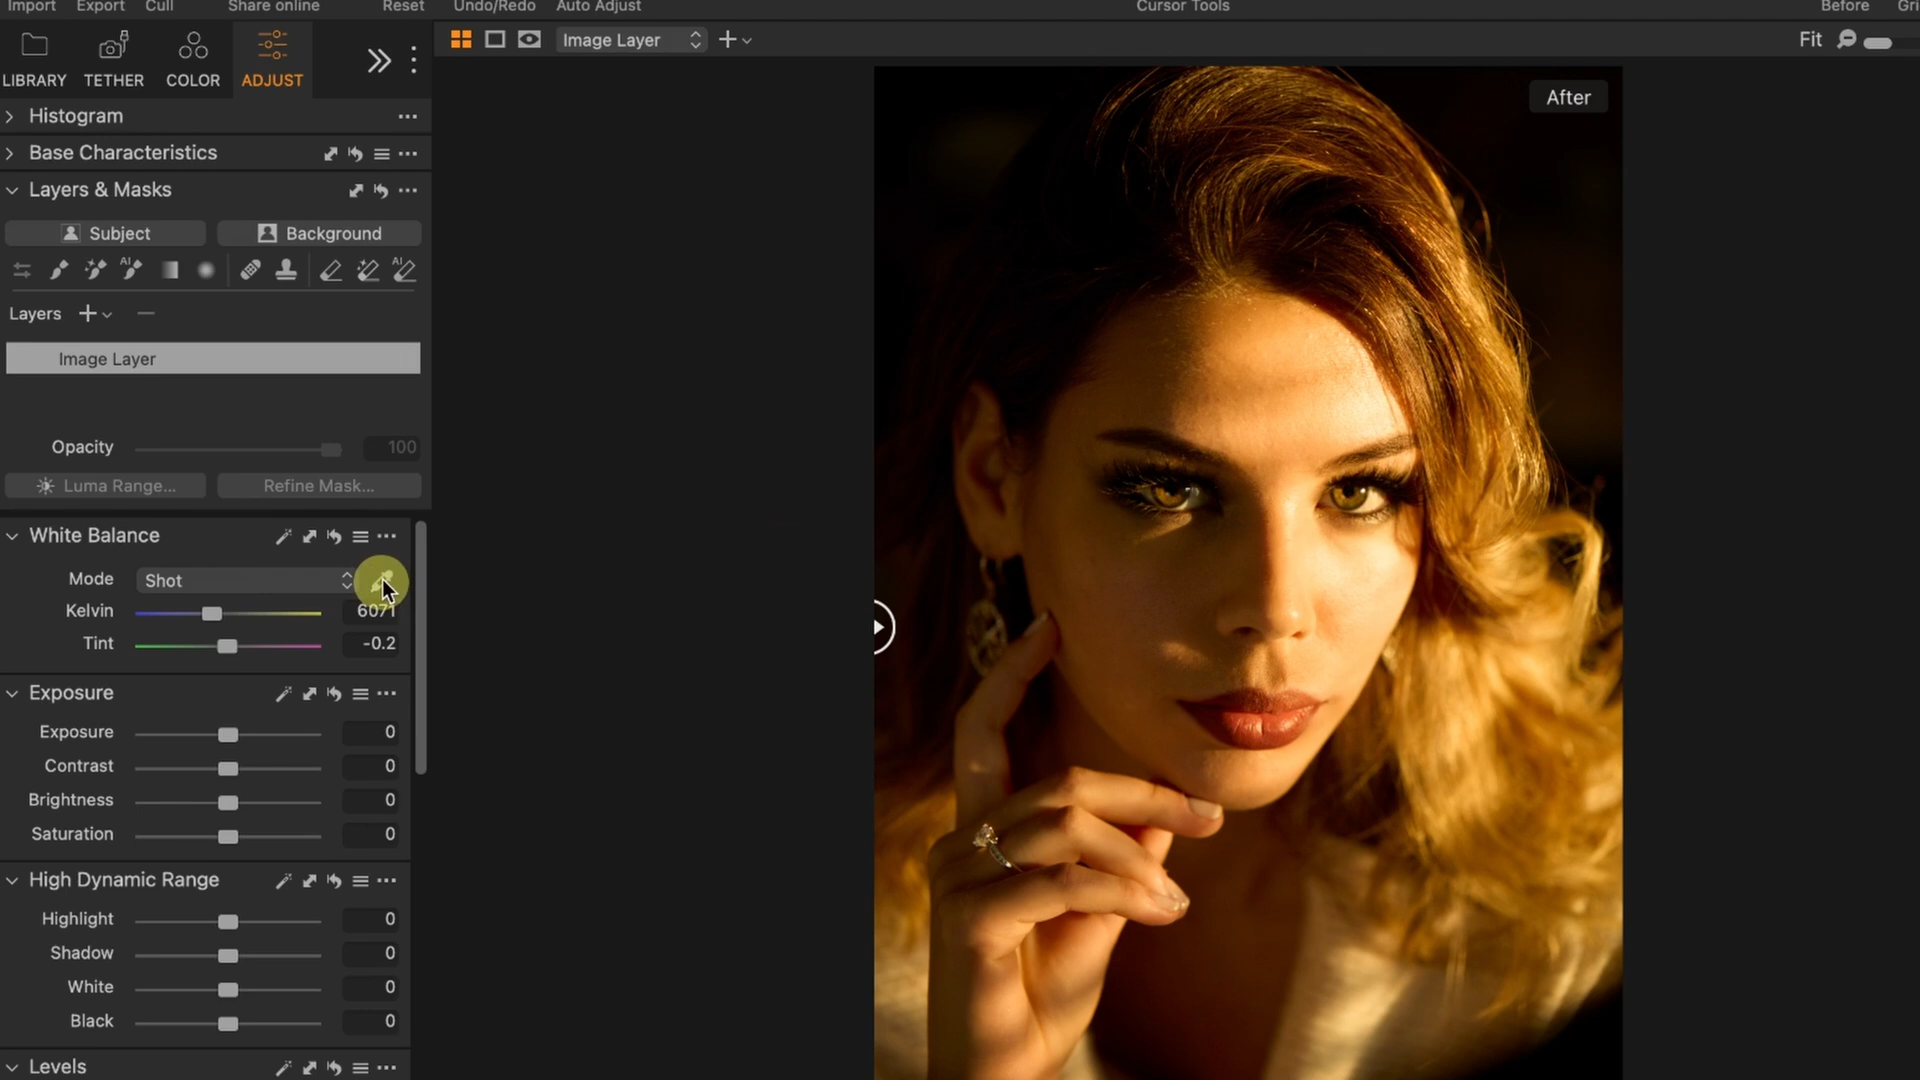 Import Export Cull Share online Reset Undo/Redo Auto Adjust Cursor Tools Before Gri
LIBRARY TETHER COLOR ADJUST
Image Layer
Fit
After
Histogram
Base Characteristics
Layers & Masks
Subject Background
AI AI
Layers
Image Layer
Opacity 100
Luma Range... Refine Mask...
White Balance
Mode Shot
Kelvin 6071
Tint -0.2
Exposure
Exposure 0
Contrast 0
Brightness 0
Saturation 0
High Dynamic Range
Highlight 0
Shadow 0
White 0
Black 0
Levels